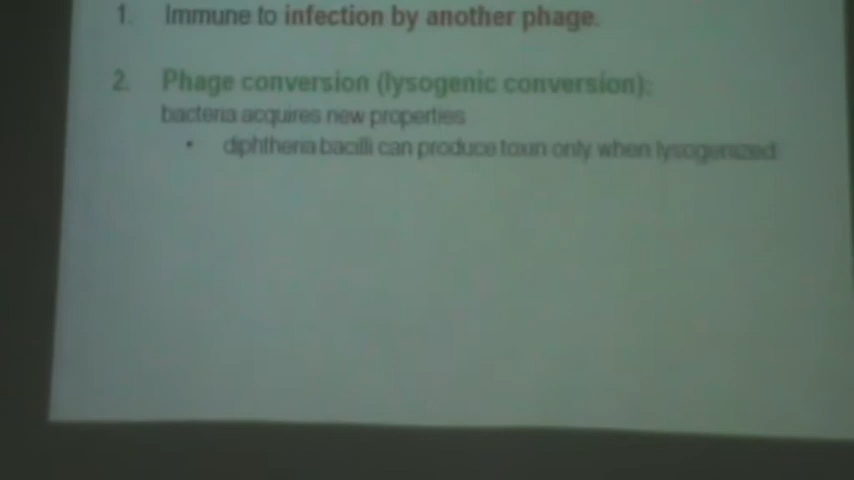 1. Immune to infection by another phage.
2. Phage conversion (lysogenic conversion):
bacteria acquires new properties
• diphtheria bacilli can produce toxin only when lysogenized